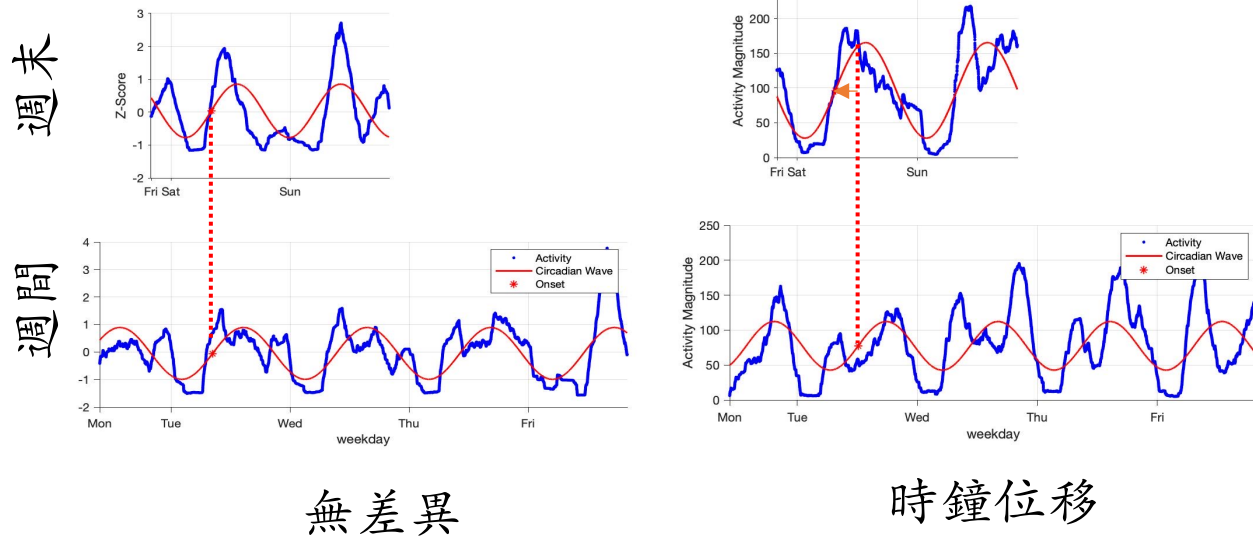 週末
Z-Score
3
2
1
0
-1
-2
Fri Sat
Sun
Activity Magnitude
150
100
50
0
Fri Sat
Sun
週間
4
3
2
1
0
-1
-2
Mon
Tue
Wed
Thu
Fri
weekday
Activity
Circadian Wave
Onset
Activity Magnitude
250
200
150
100
50
0
Mon
Tue
Wed
Thu
Fri
weekday
Activity
Circadian Wave
Onset
無差異
時鐘位移